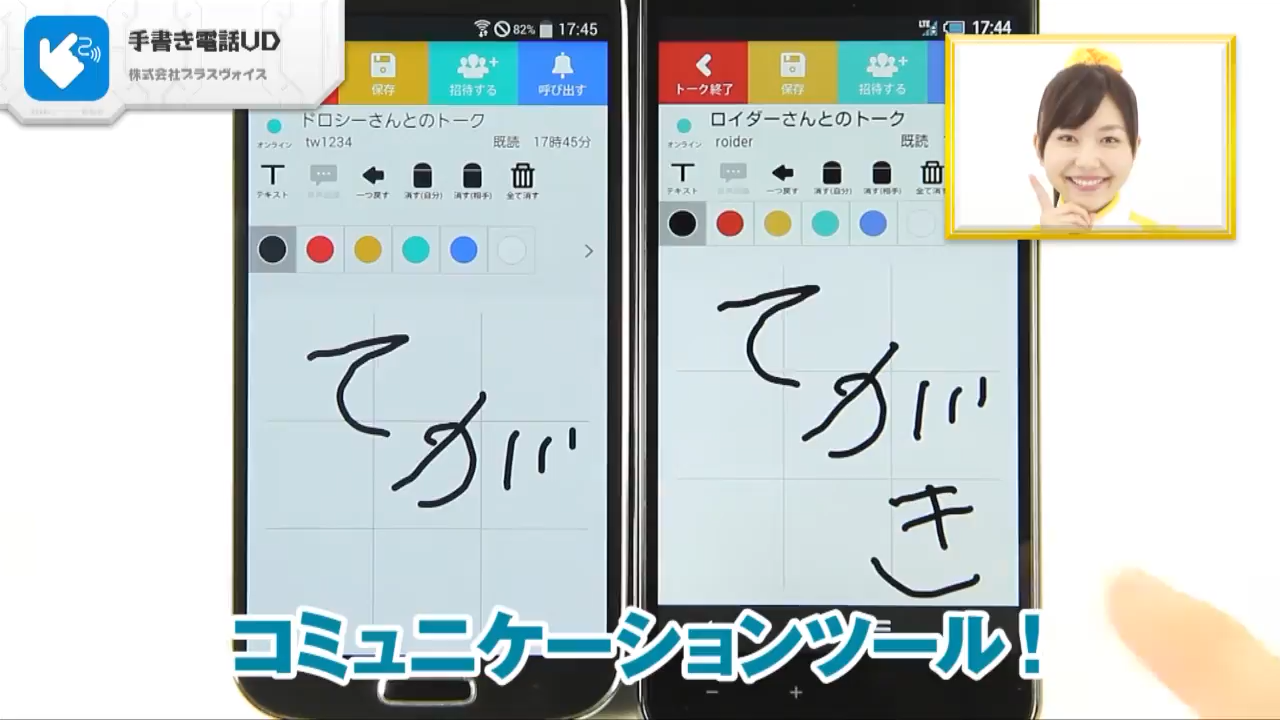 手書き電話UD
株式会社プラスヴォイス
82% 17:45
保存
招待する
呼び出す
ドロシーさんとのトーク
オンライン
tw1234
既読 17時45分
テキスト
一つ戻す
消す(自分)
消す(相手)
全て消す
てがき
LTE 17:44
トーク終了
保存
招待する
ロイダーさんとのトーク
オンライン
roider
既読
テキスト
一つ戻す
消す(自分)
消す(相手)
全て消す
てが
き
コミュニケーションツール!